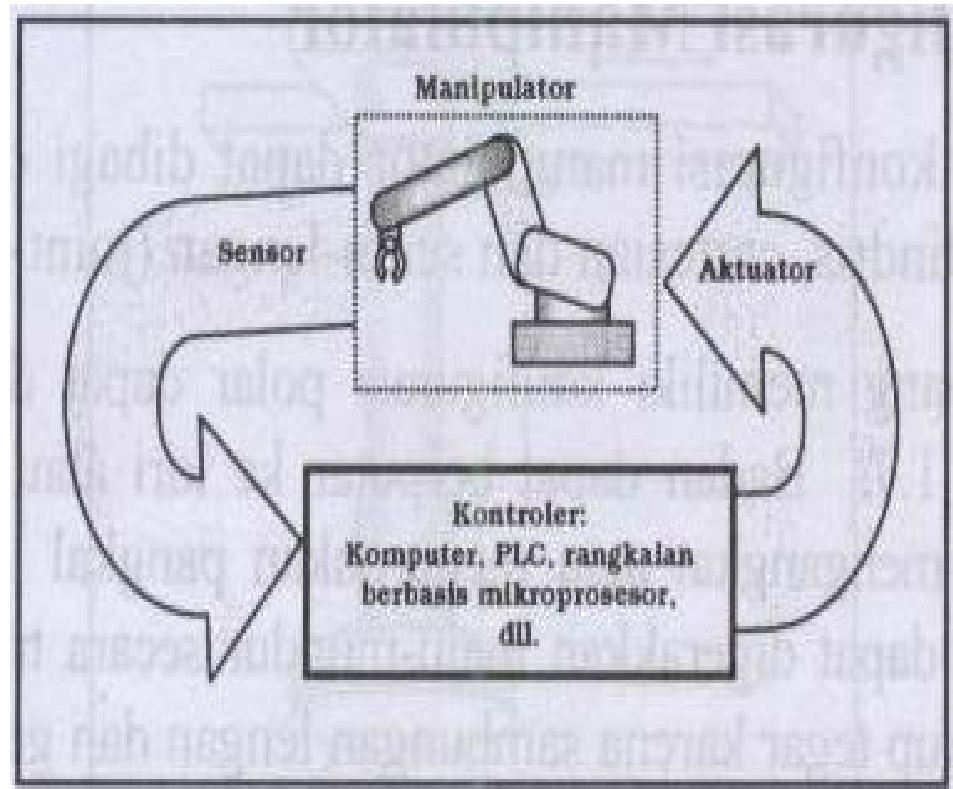 Manipulator
Sensor
Aktuator
Kontroler:
Komputer, PLC, rangkaian
berbasis mikroprosesor,
dll.